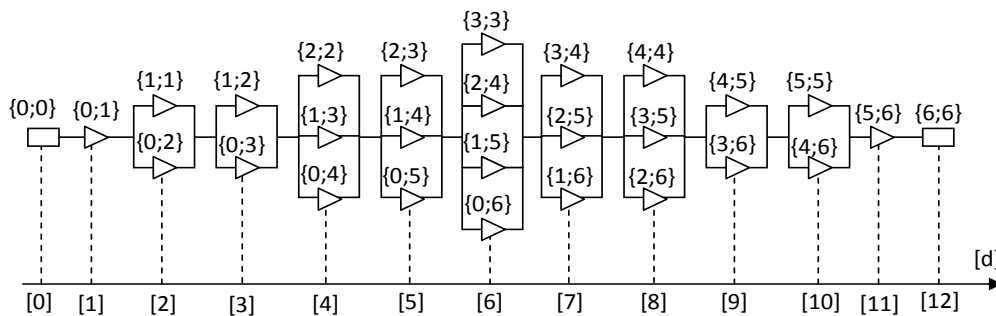 {3;3}
{2;2} {2;3} {3;4} {4;4}
{1;1} {1;2} {2;4} {4;5} {5;5}
{0;0} {0;1} {1;3} {1;4} {2;5} {3;5} {5;6} {6;6}
{0;2} {0;3} {1;5} {3;6} {4;6}
{0;4} {0;5} {1;6} {2;6}
{0;6}
[d]
[0] [1] [2] [3] [4] [5] [6] [7] [8] [9] [10] [11] [12]